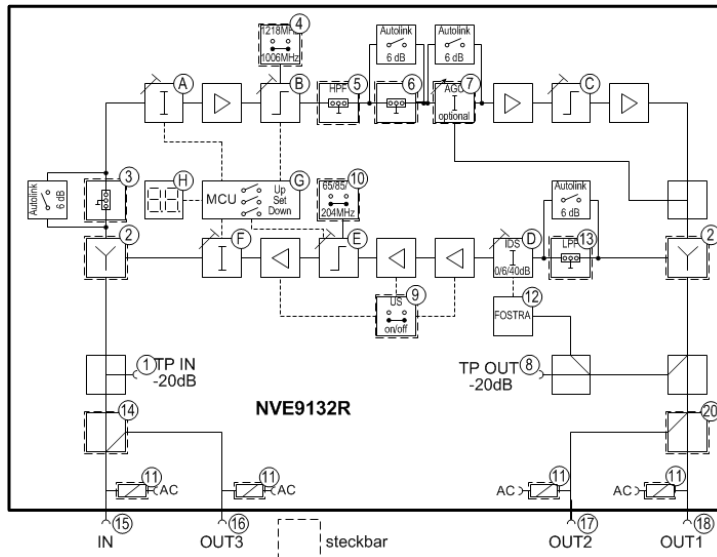 4
1218MHz
1006MHz
Autolink
6 dB
Autolink
6 dB
A
B
HPF
5
6
AGC
7
optional
C
Autolink
6 dB
3
H
MCU
G
Up
Set
Down
10
65/85/
204MHz
Autolink
6 dB
2
F
E
IDS
D
0/6/40dB
LPF
13
2
US
9
on/off
12
FOSTRA
1
TP IN
-20dB
TP OUT
8
-20dB
NVE9132R
14
20
11
AC
11
AC
AC
11
AC
11
15
IN
16
OUT3
steckbar
17
OUT2
18
OUT1